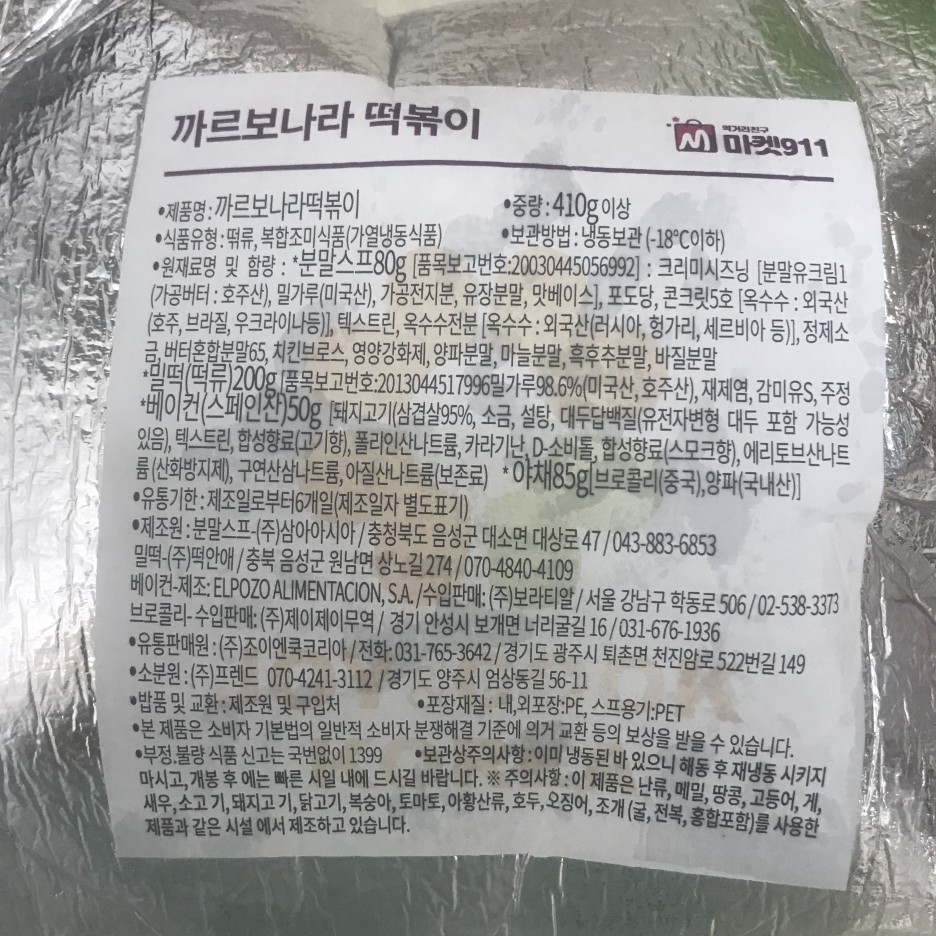 까르보나라 떡볶이
먹거리친구
마켓911
•제품명 : 까르보나라떡볶이 •중량 : 410g 이상
•식품유형 : 떡류, 복합조미식품(가열냉동식품) •보관방법 : 냉동보관 (-18℃이하)
•원재료명 및 함량 : *분말스프80g [품목보고번호:20030445056992] : 크리미시즈닝 [분말유크림1
(가공버터 : 호주산), 밀가루(미국산), 가공전지분, 유장분말, 맛베이스], 포도당, 콘크릿5호 [옥수수 : 외국산
(호주, 브라질, 우크라이나등)], 텍스트린, 옥수수전분 [옥수수 : 외국산(러시아, 헝가리, 세르비아 등)], 정제소
금, 버터혼합분말65, 치킨브로스, 영양강화제, 양파분말, 마늘분말, 흑후추분말, 바질분말
*밀떡(떡류)200g [품목보고번호:2013044517996밀가루98.6%(미국산, 호주산), 재제염, 감미유S, 주정
*베이컨(스페인산)50g [돼지고기(삼겹살95%, 소금, 설탕, 대두단백질(유전자변형 대두 포함 가능성
있음), 텍스트린, 합성향료(고기향), 폴리인산나트륨, 카라기난, D-소비톨, 합성향료(스모크향), 에리토브산나트
륨(산화방지제), 구연산삼나트륨, 아질산나트륨(보존료) *야채85g[브로콜리(중국),양파(국내산)]
•유통기한 : 제조일로부터6개월(제조일자 별도표기)
•제조원 : 분말스프-(주)삼아아시아 / 충청북도 음성군 대소면 대상로 47 / 043-883-6853
밀떡-(주)떡안애 / 충북 음성군 원남면 상노길 274 / 070-4840-4109
베이컨-제조: ELPOZO ALIMENTACION, S.A. /수입판매: (주)보라티알 / 서울 강남구 학동로 506 / 02-538-3373
브로콜리- 수입판매: (주)제이제이무역 / 경기 안성시 보개면 너리굴길 16 / 031-676-1936
•유통판매원 : (주)조이엔쿡코리아 / 전화: 031-765-3642 / 경기도 광주시 퇴촌면 천진암로 522번길 149
•소분원 : (주)프렌드 070-4241-3112 / 경기도 양주시 엄상동길 56-11
•반품 및 교환 : 제조원 및 구입처 •포장재질 : 내,외포장:PE, 스프용기:PET
•본 제품은 소비자 기본법의 일반적 소비자 분쟁해결 기준에 의거 교환 등의 보상을 받을 수 있습니다.
•부정.불량 식품 신고는 국번없이 1399 •보관상주의사항 : 이미 냉동된 바 있으니 해동 후 재냉동 시키지
마시고, 개봉 후 에는 빠른 시일 내에 드시길 바랍니다. ※ 주의사항 : 이 제품은 난류, 메밀, 땅콩, 고등어, 게,
새우, 소고 기, 돼지고 기, 닭고기, 복숭아, 토마토, 아황산류, 호두, 오징어, 조개 (굴, 전복, 홍합포함)를 사용한
제품과 같은 시설 에서 제조하고 있습니다.